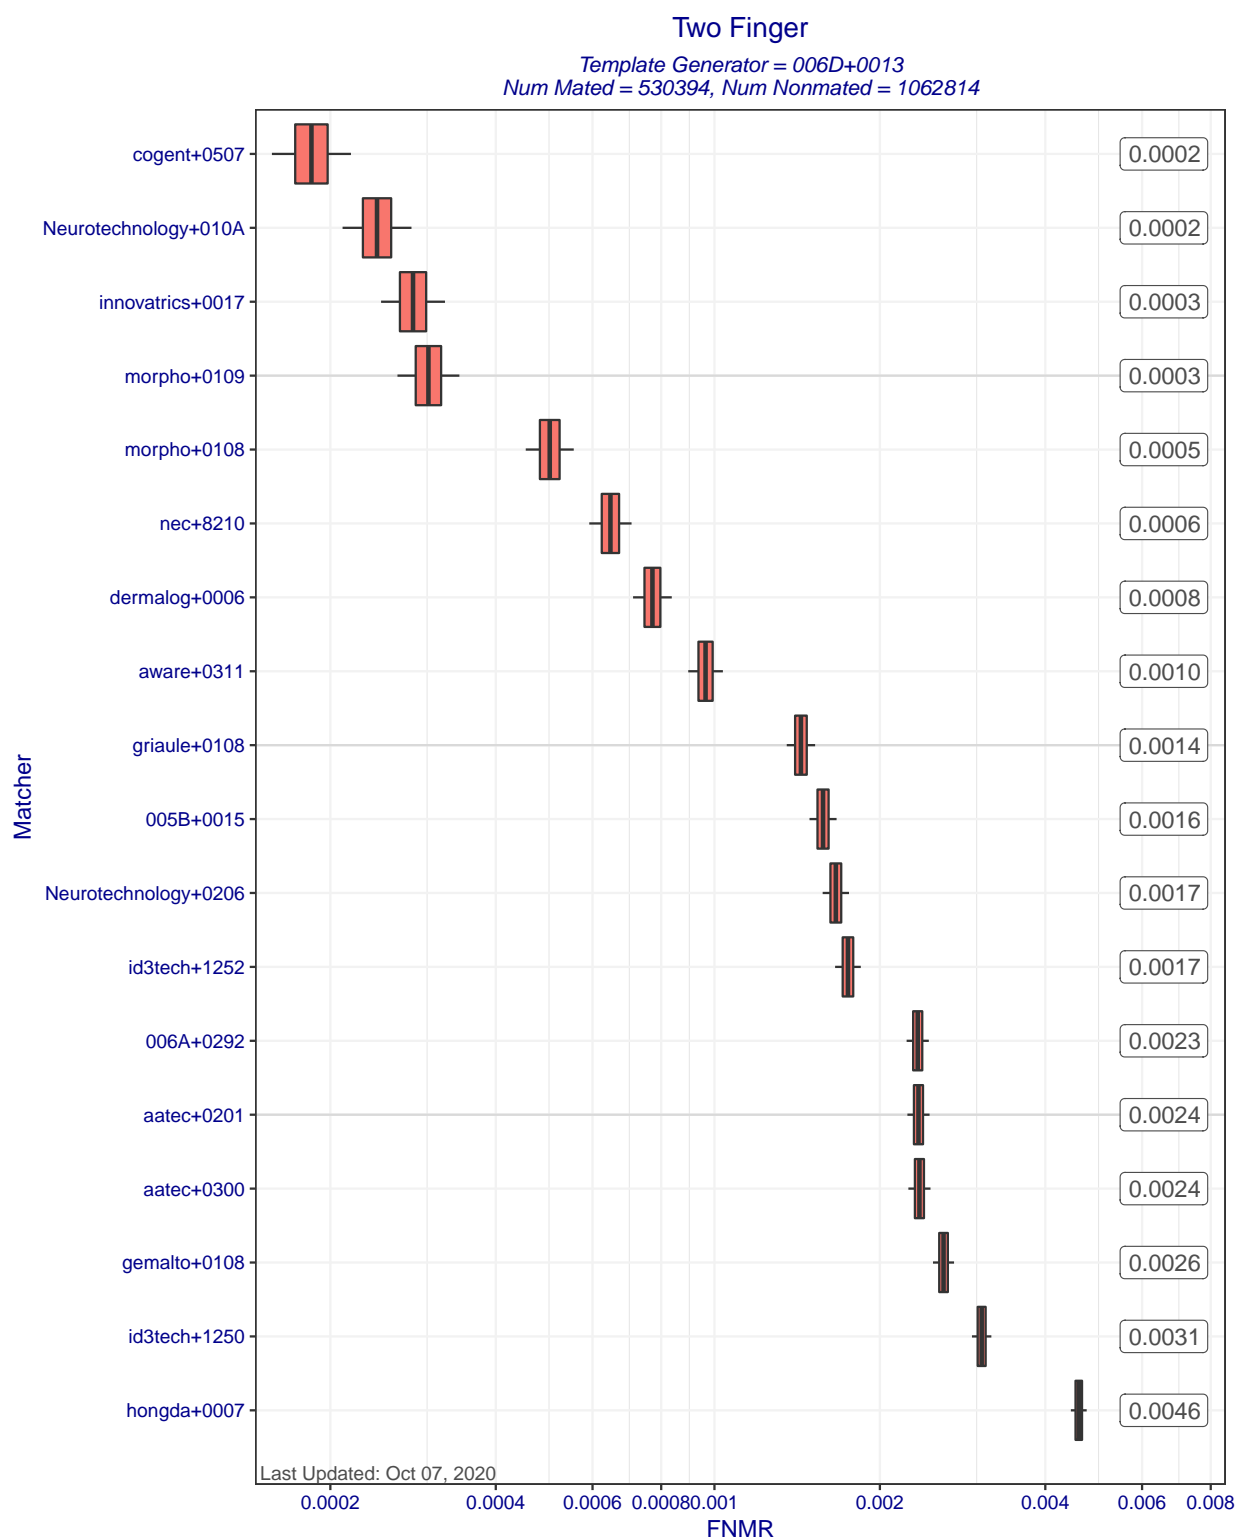 Two Finger
Template Generator = 006D+0013
Num Mated = 530394, Num Nonmated = 1062814
cogent+0507 0.0002
Neurotechnology+010A 0.0002
innovatrics+0017 0.0003
morpho+0109 0.0003
morpho+0108 0.0005
nec+8210 0.0006
dermalog+0006 0.0008
aware+0311 0.0010
griaule+0108 0.0014
Matcher
005B+0015 0.0016
Neurotechnology+0206 0.0017
id3tech+1252 0.0017
006A+0292 0.0023
aatec+0201 0.0024
aatec+0300 0.0024
gemalto+0108 0.0026
id3tech+1250 0.0031
hongda+0007 0.0046
Last Updated: Oct 07, 2020
0.0002 0.0004 0.0006 0.0008 0.001 0.002 0.004 0.006 0.008
FNMR